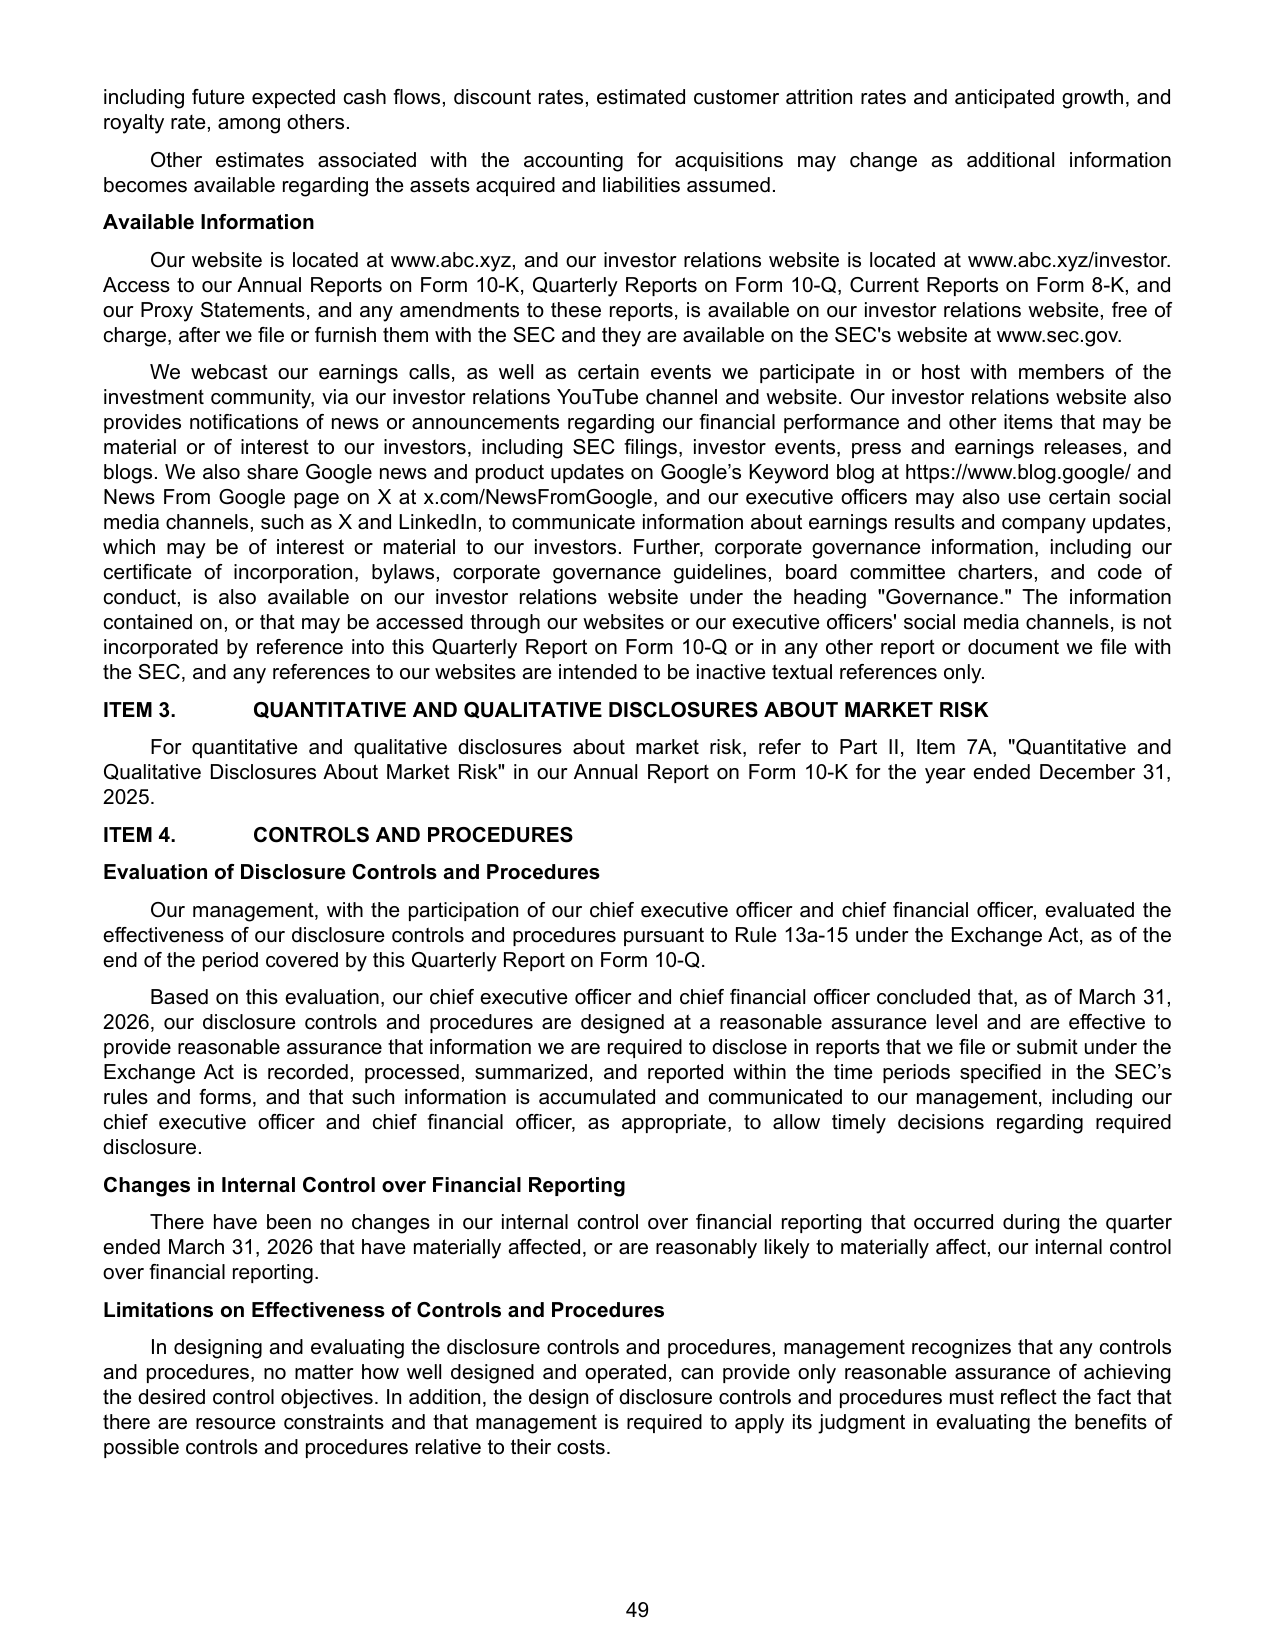 including future expected cash flows, discount rates, estimated customer attrition rates and anticipated growth, and
royalty rate, among others.
Other estimates associated with the accounting for acquisitions may change as additional information
becomes available regarding the assets acquired and liabilities assumed.
Available Information
Our website is located at www.abc.xyz, and our investor relations website is located at www.abc.xyz/investor.
Access to our Annual Reports on Form 10-K, Quarterly Reports on Form 10-Q, Current Reports on Form 8-K, and
our Proxy Statements, and any amendments to these reports, is available on our investor relations website, free of
charge, after we file or furnish them with the SEC and they are available on the SEC's website at www.sec.gov.
We webcast our earnings calls, as well as certain events we participate in or host with members of the
investment community, via our investor relations YouTube channel and website. Our investor relations website also
provides notifications of news or announcements regarding our financial performance and other items that may be
material or of interest to our investors, including SEC filings, investor events, press and earnings releases, and
blogs. We also share Google news and product updates on Google’s Keyword blog at https://www.blog.google/ and
News From Google page on X at x.com/NewsFromGoogle, and our executive officers may also use certain social
media channels, such as X and LinkedIn, to communicate information about earnings results and company updates,
which may be of interest or material to our investors. Further, corporate governance information, including our
certificate of incorporation, bylaws, corporate governance guidelines, board committee charters, and code of
conduct, is also available on our investor relations website under the heading "Governance." The information
contained on, or that may be accessed through our websites or our executive officers' social media channels, is not
incorporated by reference into this Quarterly Report on Form 10-Q or in any other report or document we file with
the SEC, and any references to our websites are intended to be inactive textual references only.
ITEM 3. QUANTITATIVE AND QUALITATIVE DISCLOSURES ABOUT MARKET RISK
For quantitative and qualitative disclosures about market risk, refer to Part II, Item 7A, "Quantitative and
Qualitative Disclosures About Market Risk" in our Annual Report on Form 10-K for the year ended December 31,
2025.
ITEM 4. CONTROLS AND PROCEDURES
Evaluation of Disclosure Controls and Procedures
Our management, with the participation of our chief executive officer and chief financial officer, evaluated the
effectiveness of our disclosure controls and procedures pursuant to Rule 13a-15 under the Exchange Act, as of the
end of the period covered by this Quarterly Report on Form 10-Q.
Based on this evaluation, our chief executive officer and chief financial officer concluded that, as of March 31,
2026, our disclosure controls and procedures are designed at a reasonable assurance level and are effective to
provide reasonable assurance that information we are required to disclose in reports that we file or submit under the
Exchange Act is recorded, processed, summarized, and reported within the time periods specified in the SEC’s
rules and forms, and that such information is accumulated and communicated to our management, including our
chief executive officer and chief financial officer, as appropriate, to allow timely decisions regarding required
disclosure.
Changes in Internal Control over Financial Reporting
There have been no changes in our internal control over financial reporting that occurred during the quarter
ended March 31, 2026 that have materially affected, or are reasonably likely to materially affect, our internal control
over financial reporting.
Limitations on Effectiveness of Controls and Procedures
In designing and evaluating the disclosure controls and procedures, management recognizes that any controls
and procedures, no matter how well designed and operated, can provide only reasonable assurance of achieving
the desired control objectives. In addition, the design of disclosure controls and procedures must reflect the fact that
there are resource constraints and that management is required to apply its judgment in evaluating the benefits of
possible controls and procedures relative to their costs.
49